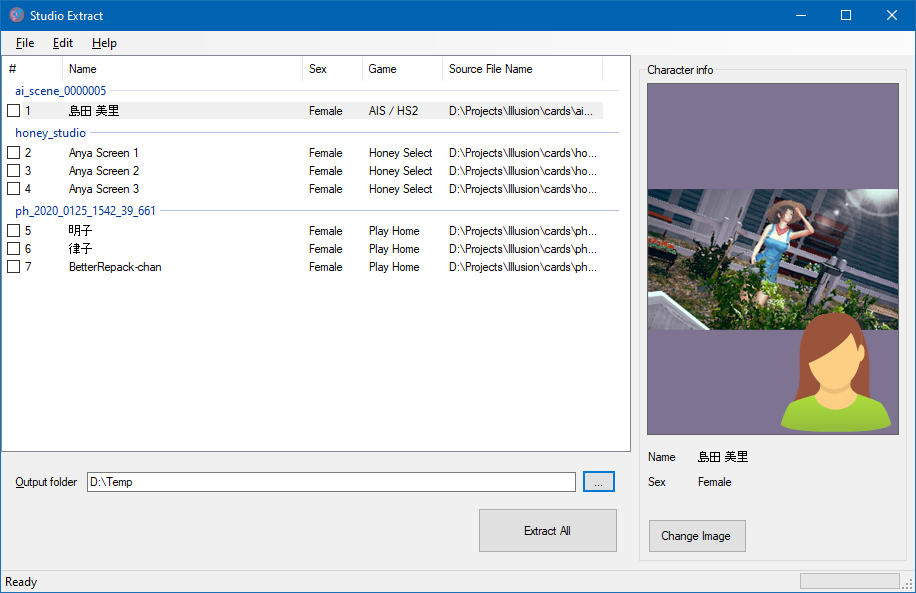 Studio Extract
File Edit Help
# Name Sex Game Source File Name
ai_scene_0000005
1 島田 美里 Female AIS / HS2 D:\Projects\Illusion\cards\ai...
honey_studio
2 Anya Screen 1 Female Honey Select D:\Projects\Illusion\cards\ho...
3 Anya Screen 2 Female Honey Select D:\Projects\Illusion\cards\ho...
4 Anya Screen 3 Female Honey Select D:\Projects\Illusion\cards\ho...
ph_2020_0125_1542_39_661
5 明子 Female Play Home D:\Projects\Illusion\cards\ph...
6 律子 Female Play Home D:\Projects\Illusion\cards\ph...
7 BetterRepack-chan Female Play Home D:\Projects\Illusion\cards\ph...
Output folder D:\Temp ...
Extract All
Character info
Name 島田 美里
Sex Female
Change Image
Ready